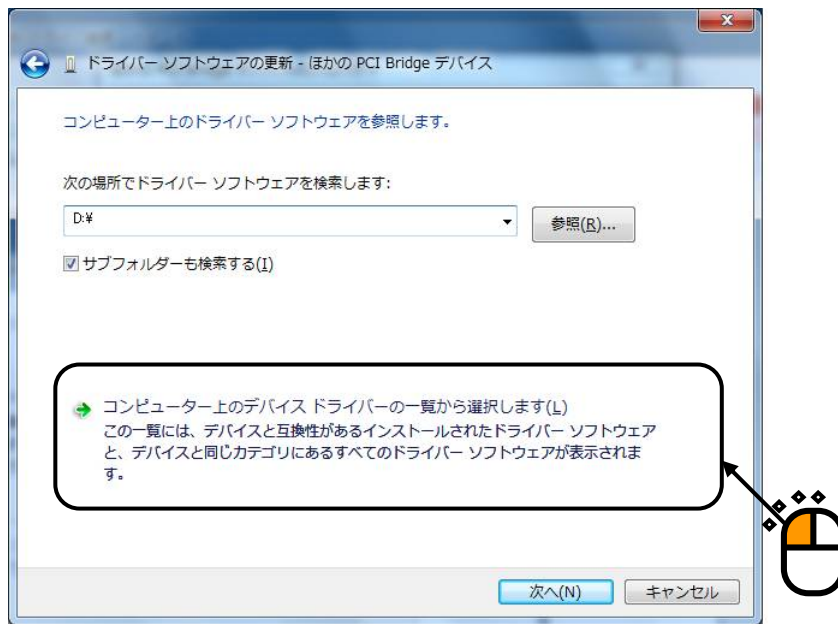 ドライバー ソフトウェアの更新 - ほかの PCI Bridge デバイス
コンピューター上のドライバー ソフトウェアを参照します。
次の場所でドライバー ソフトウェアを検索します:
D:¥
参照(R)...
サブフォルダーも検索する(I)
コンピューター上のデバイス ドライバーの一覧から選択します(L)
この一覧には、デバイスと互換性があるインストールされたドライバー ソフトウェア
と、デバイスと同じカテゴリにあるすべてのドライバー ソフトウェアが表示されま
す。
次へ(N)
キャンセル